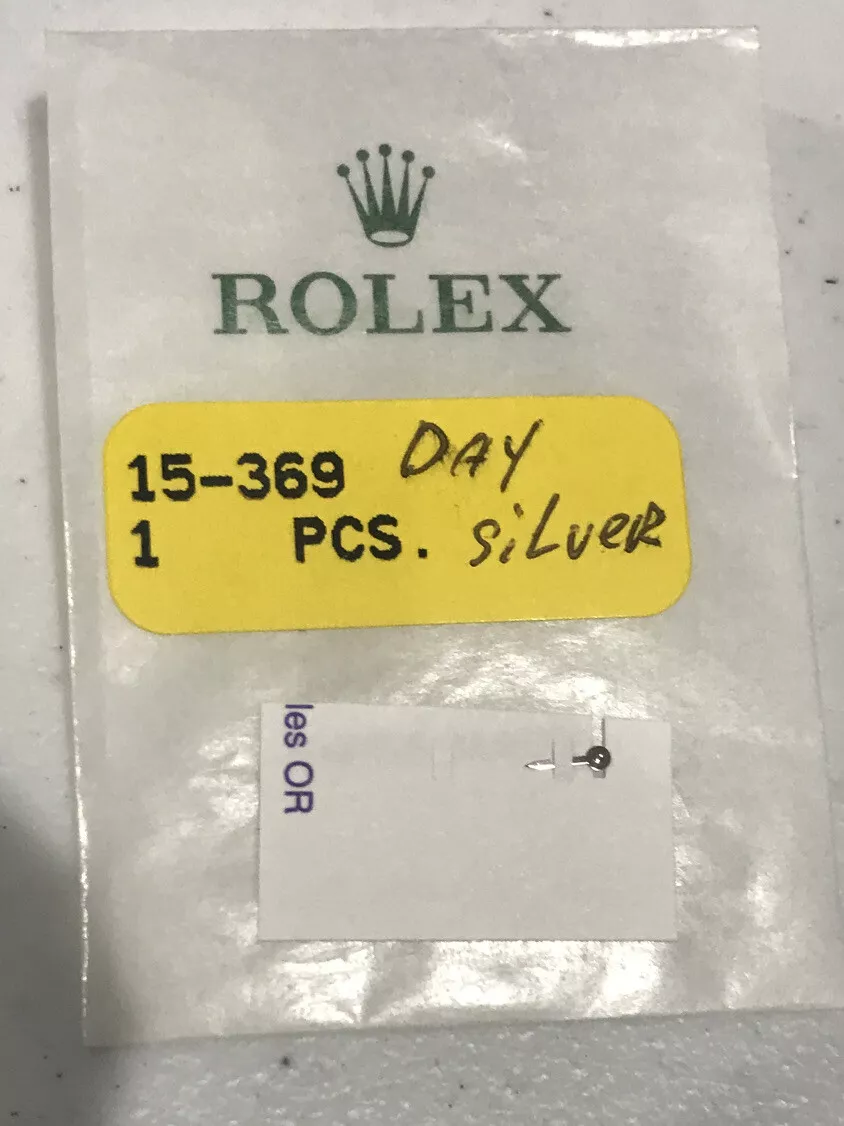 ROLEX
15-369 DAY
1 PCS. SiLveR
les OR